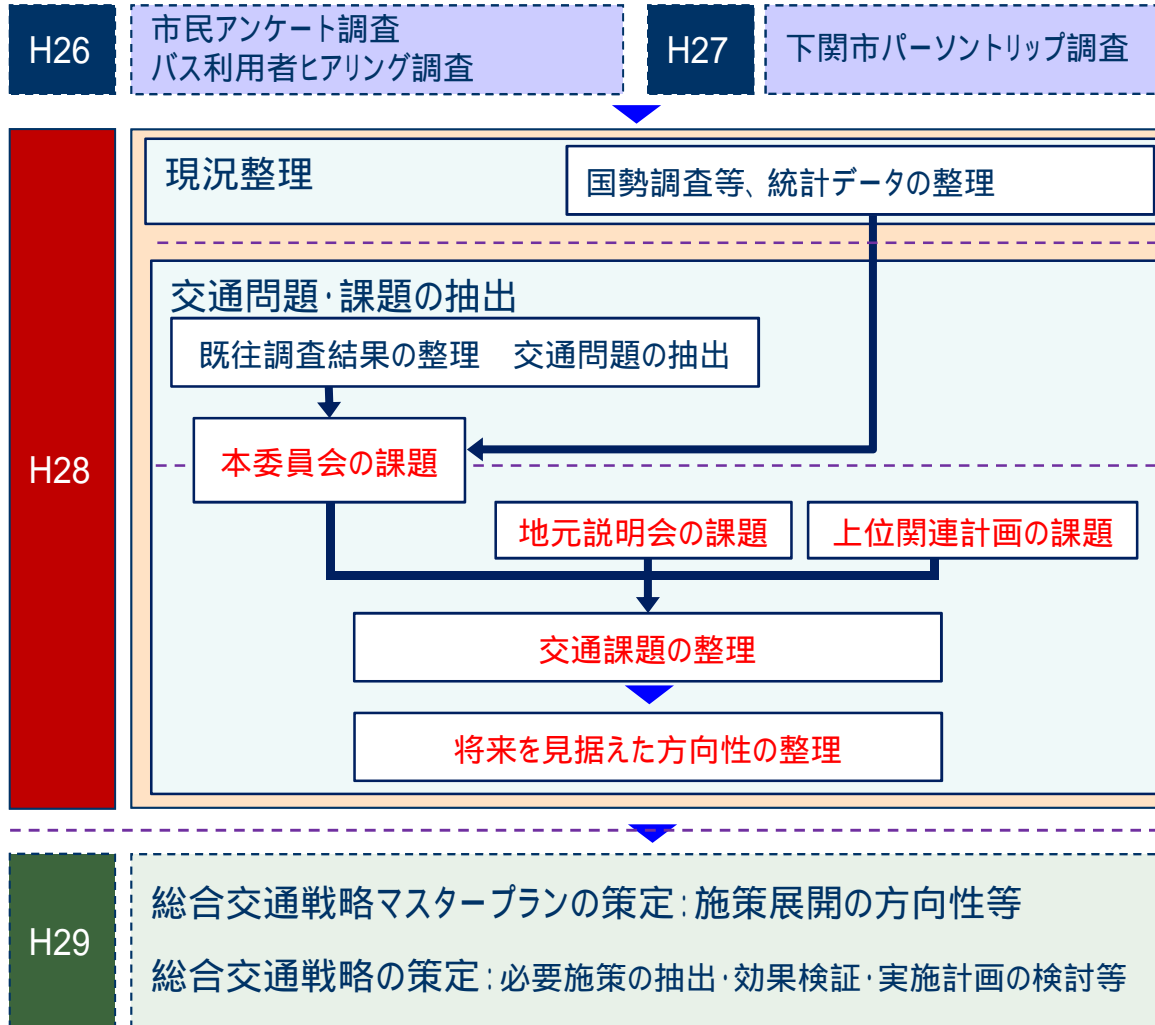 H26
市民アンケート調査
バス利用者ヒアリング調査
H27
下関市パーソントリップ調査
H28
現況整理
国勢調査等、統計データの整理
交通問題・課題の抽出
既往調査結果の整理　交通問題の抽出
本委員会の課題
地元説明会の課題
上位関連計画の課題
交通課題の整理
将来を見据えた方向性の整理
H29
総合交通戦略マスタープランの策定：施策展開の方向性等
総合交通戦略の策定：必要施策の抽出・効果検証・実施計画の検討等